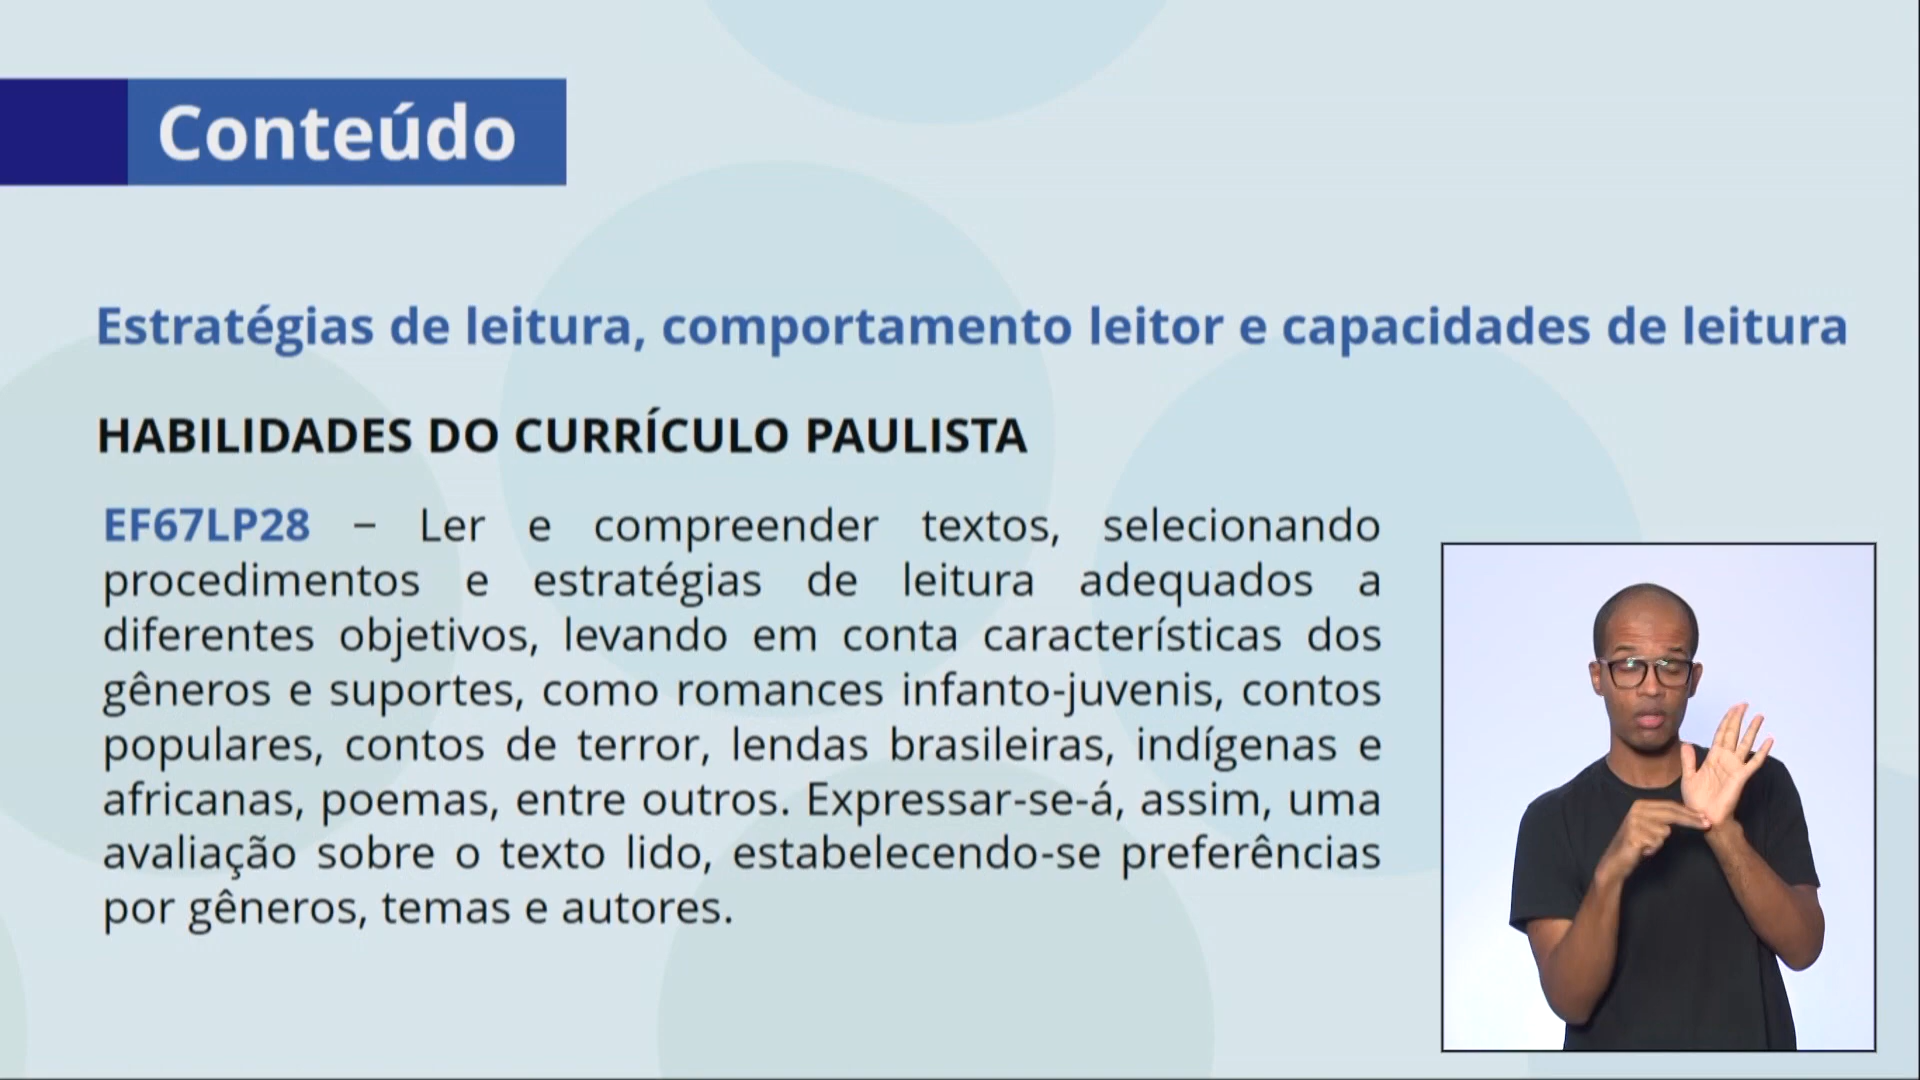 Conteúdo
Estratégias de leitura, comportamento leitor e capacidades de leitura
HABILIDADES DO CURRÍCULO PAULISTA
EF67LP28 – Ler e compreender textos, selecionando
procedimentos e estratégias de leitura adequados a
diferentes objetivos, levando em conta características dos
gêneros e suportes, como romances infanto-juvenis, contos
populares, contos de terror, lendas brasileiras, indígenas e
africanas, poemas, entre outros. Expressar-se-á, assim, uma
avaliação sobre o texto lido, estabelecendo-se preferências
por gêneros, temas e autores.